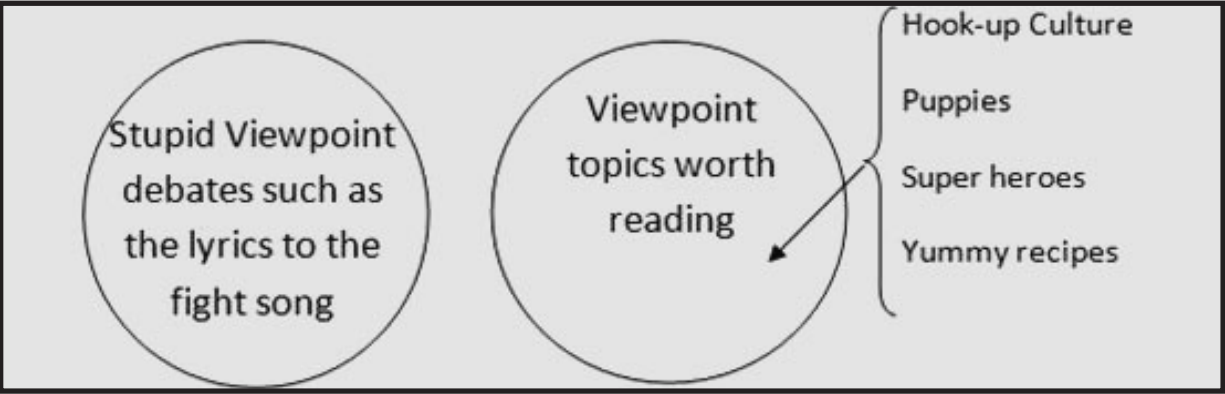 Stupid Viewpoint
debates such as
the lyrics to the
fight song
Viewpoint
topics worth
reading
Hook-up Culture
Puppies
Super heroes
Yummy recipes